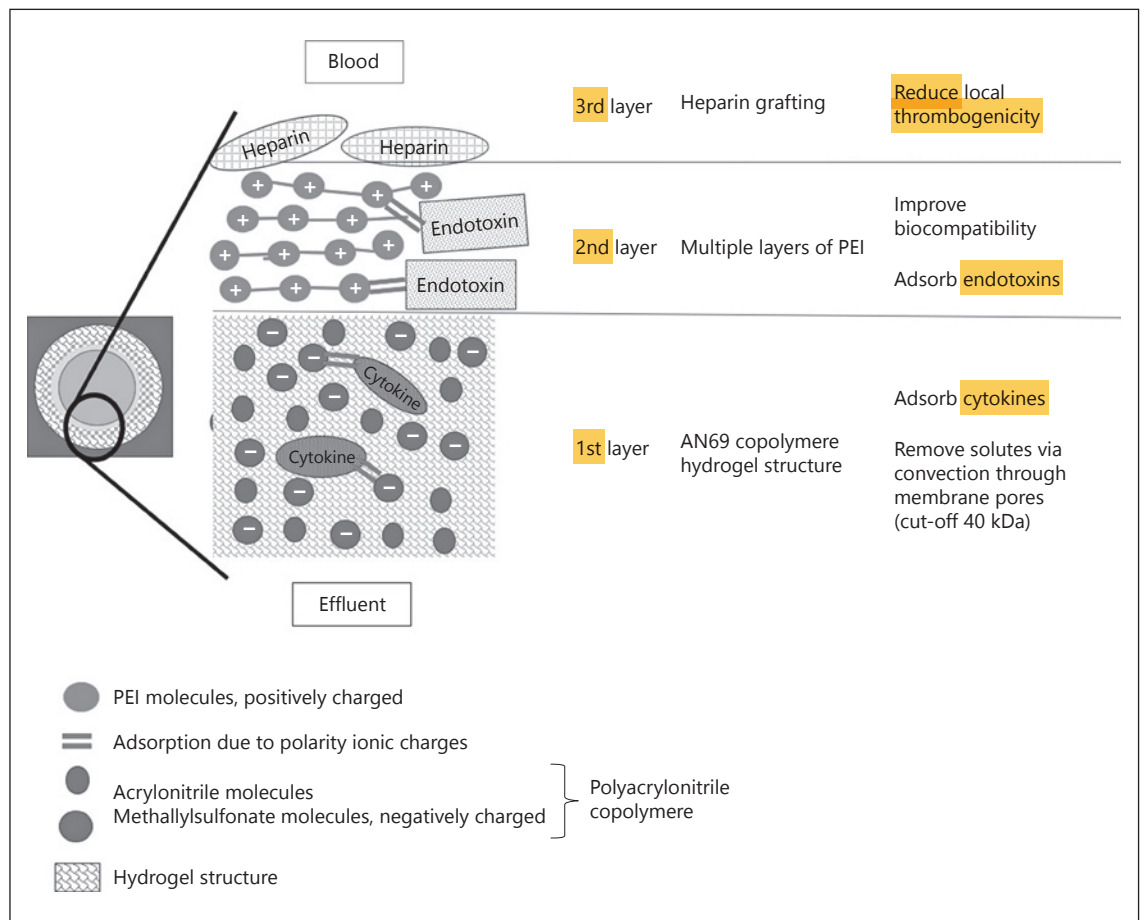 Blood
3rd layer
Heparin grafting
Reduce local
thrombogenicity
Heparin
Heparin
+ + + +
Endotoxin
+ + +
+ + + +
Endotoxin
+ + +
2nd layer
Multiple layers of PEI
Improve
biocompatibility
Adsorb endotoxins
Cytokine
Cytokine
1st layer
AN69 copolymere
hydrogel structure
Adsorb cytokines
Remove solutes via
convection through
membrane pores
(cut-off 40 kDa)
Effluent
PEI molecules, positively charged
Adsorption due to polarity ionic charges
Acrylonitrile molecules
Methallylsulfonate molecules, negatively charged
Polyacrylonitrile
copolymere
Hydrogel structure